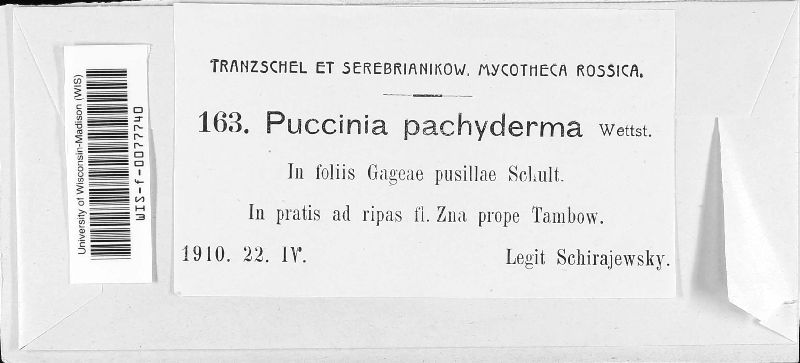 TRANZSCHEL ET SEREBRIANIKOW. MYCOTHECA ROSSICA.
163. Puccinia pachyderma Wettst.
In foliis Gageae pusillae Schult.
In pratis ad ripas fl. Zna prope Tambow.
1910. 22. IV. Legit Schirajewsky.
University of Wisconsin-Madison (WIS)
WIS-f-0077740